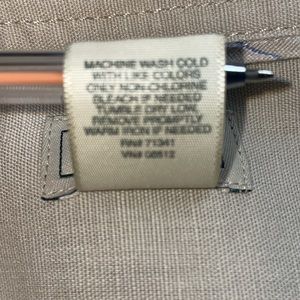 MACHINE WASH COLD
WITH LIKE COLORS
ONLY NON-CHLORINE
BLEACH IF NEEDED
TUMBLE DRY LOW.
REMOVE PROMPTLY
WARM IRON IF NEEDED
RN# 71341
VN# 05512